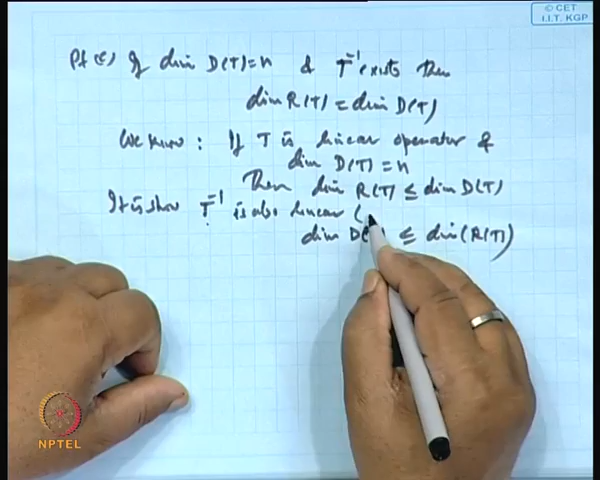 © CET
I.I.T. KGP
Pf (c) If dim D(T)=n & T⁻¹ exists then
dim R(T) = dim D(T)
We know : If T is linear operator &
dim D(T) = n
Then dim R(T) ≤ dim D(T)
It is show T⁻¹ is also linear (
dim D( ) ≤ dim(R(T))
NPTEL